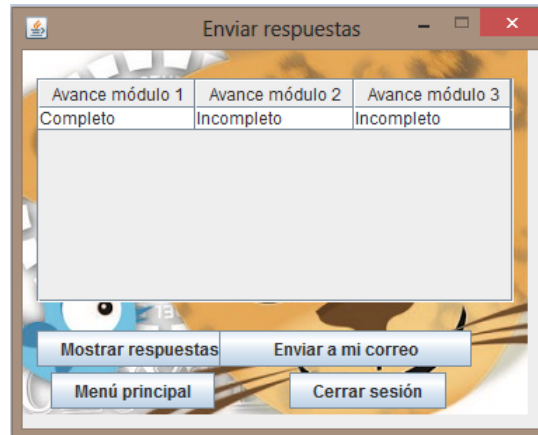 Enviar respuestas
Avance módulo 1 Avance módulo 2 Avance módulo 3
Completo Incompleto Incompleto
Mostrar respuestas Enviar a mi correo
Menú principal Cerrar sesión